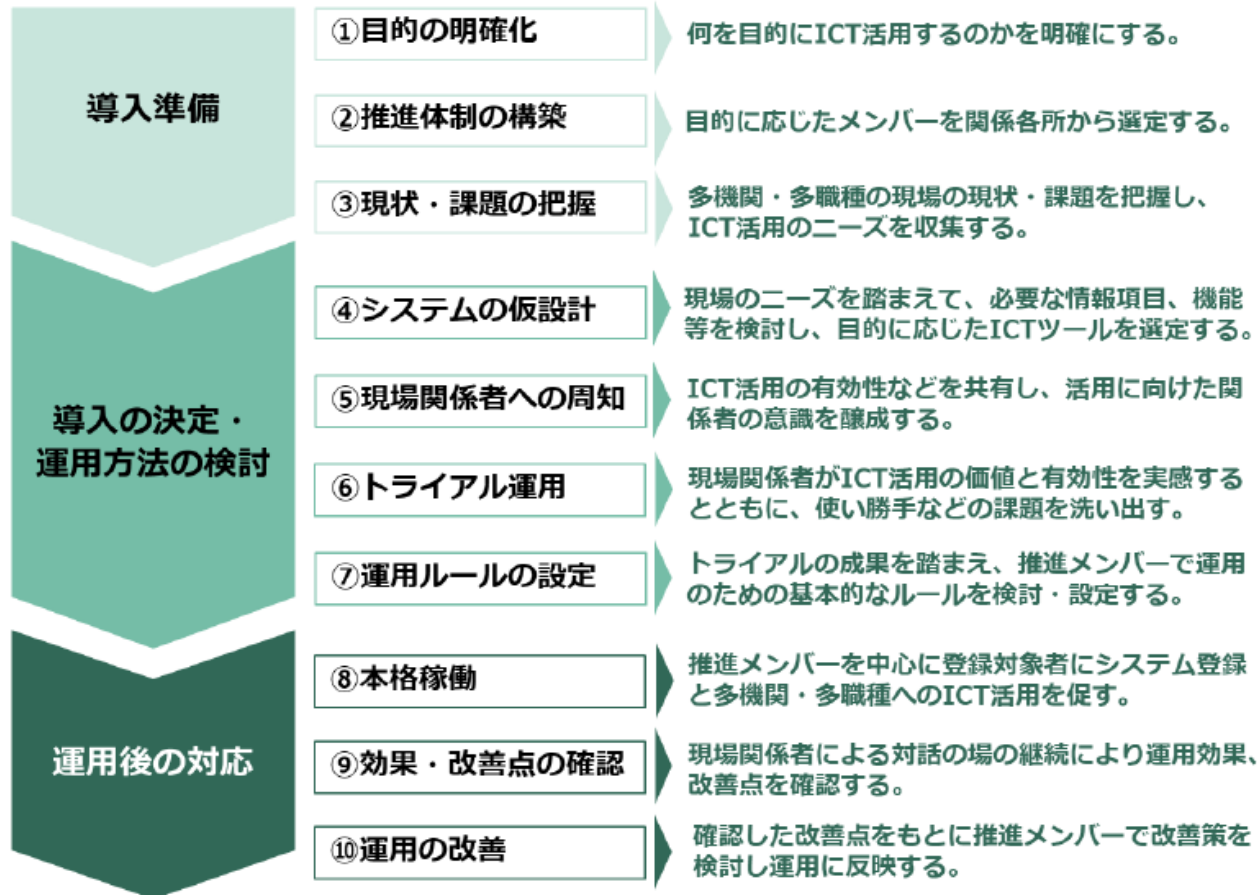 導入準備
①目的の明確化
何を目的にICT活用するのかを明確にする。
②推進体制の構築
目的に応じたメンバーを関係各所から選定する。
③現状・課題の把握
多機関・多職種の現場の現状・課題を把握し、
ICT活用のニーズを収集する。
導入の決定・
運用方法の検討
④システムの仮設計
現場のニーズを踏まえて、必要な情報項目、機能
等を検討し、目的に応じたICTツールを選定する。
⑤現場関係者への周知
ICT活用の有効性などを共有し、活用に向けた関
係者の意識を醸成する。
⑥トライアル運用
現場関係者がICT活用の価値と有効性を実感する
とともに、使い勝手などの課題を洗い出す。
⑦運用ルールの設定
トライアルの成果を踏まえ、推進メンバーで運用
のための基本的なルールを検討・設定する。
運用後の対応
⑧本格稼働
推進メンバーを中心に登録対象者にシステム登録
と多機関・多職種へのICT活用を促す。
⑨効果・改善点の確認
現場関係者による対話の場の継続により運用効果、
改善点を確認する。
⑩運用の改善
確認した改善点をもとに推進メンバーで改善策を
検討し運用に反映する。